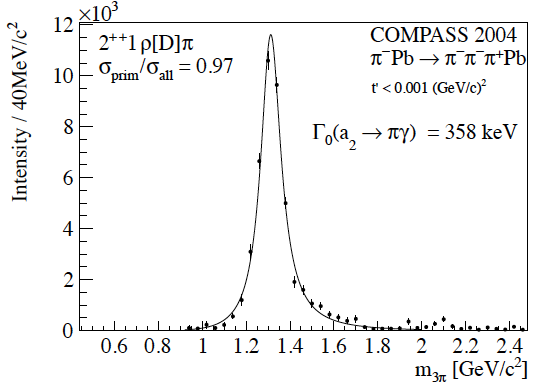 ×10³
Intensity / 40MeV/c²
12
10
8
6
4
2
0
2⁺⁺1 ρ[D]π
σprim/σall = 0.97
COMPASS 2004
π⁻Pb → π⁻π⁻π⁺Pb
t' < 0.001 (GeV/c)²
Γ₀(a₂ → πγ) = 358 keV
0.6 0.8 1 1.2 1.4 1.6 1.8 2 2.2 2.4
m₃π [GeV/c²]